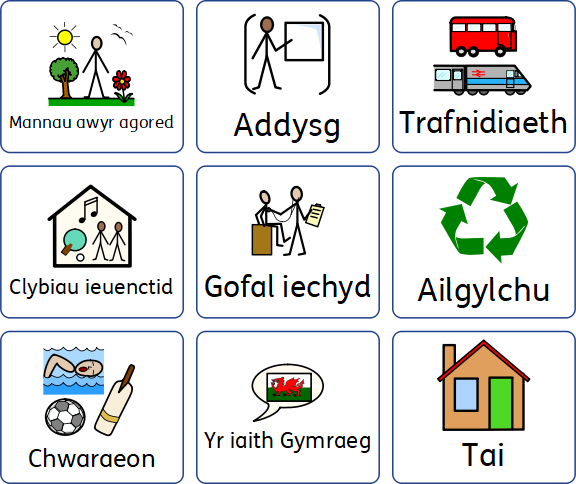 Mannau awyr agored
Addysg
Trafnidiaeth
Clybiau ieuenctid
Gofal iechyd
Ailgylchu
Chwaraeon
Yr iaith Gymraeg
Tai